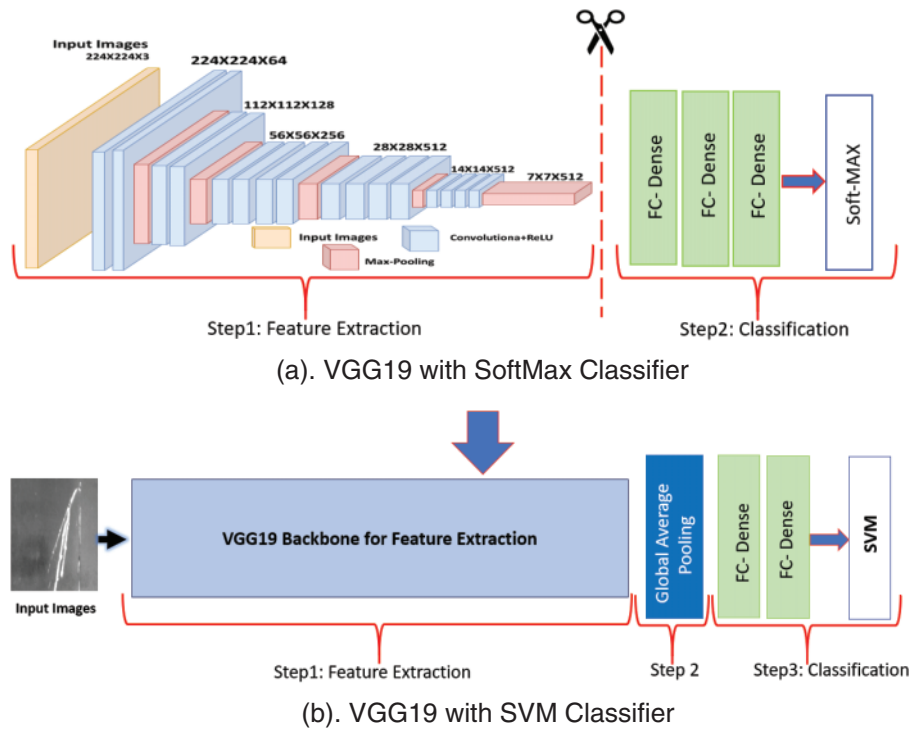 Input Images
224X224X3
224X224X64
112X112X128
56X56X256
28X28X512
14X14X512
7X7X512
Input Images
Convolutiona+ReLU
Max-Pooling
FC- Dense
FC- Dense
FC- Dense
Soft-MAX
Step1: Feature Extraction
Step2: Classification
(a). VGG19 with SoftMax Classifier
VGG19 Backbone for Feature Extraction
Global Average
Pooling
FC- Dense
FC- Dense
SVM
Input Images
Step1: Feature Extraction
Step 2
Step3: Classification
(b). VGG19 with SVM Classifier